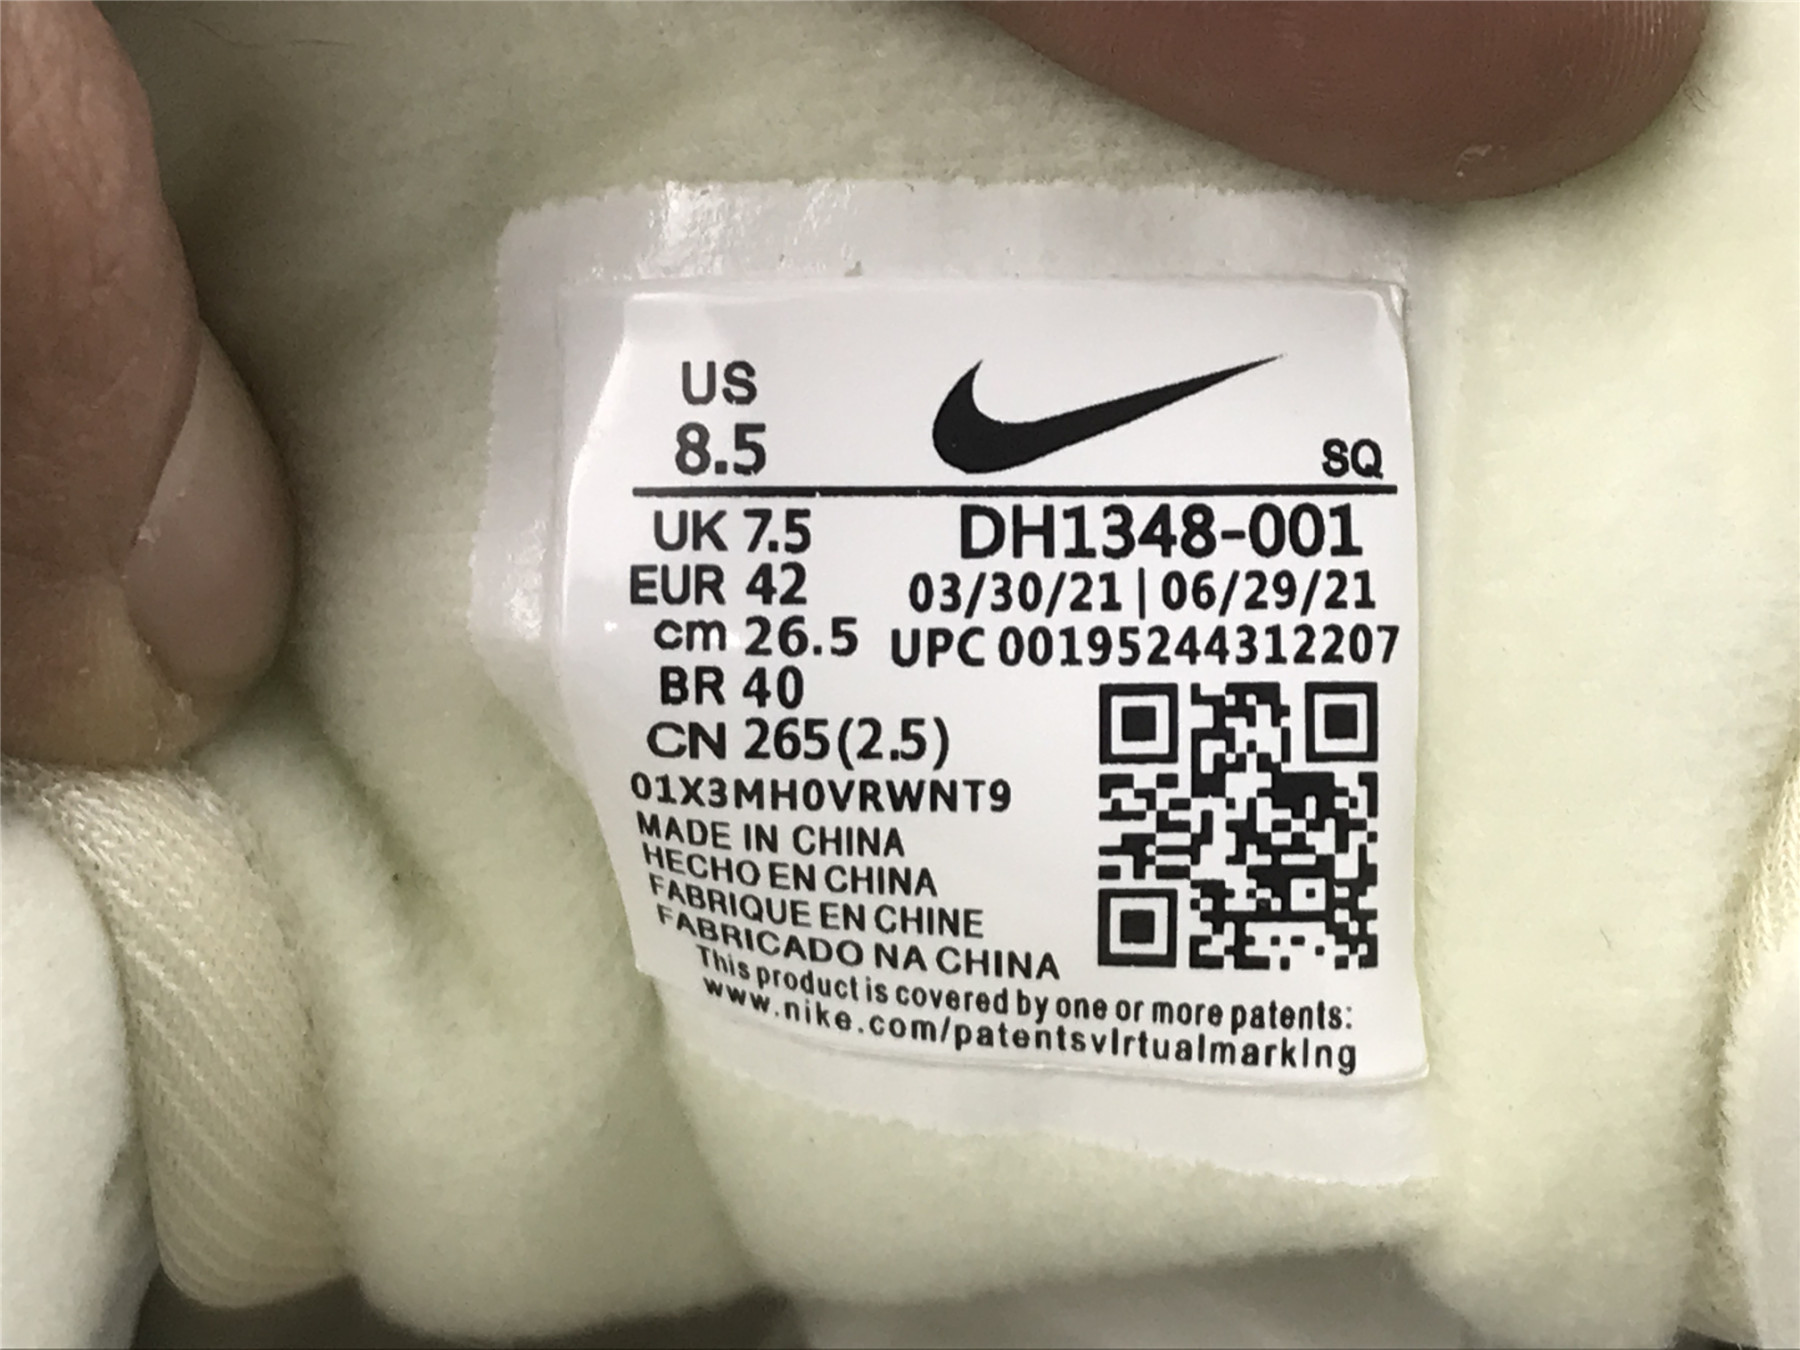 US
8.5
SQ
UK 7.5
EUR 42
cm 26.5
BR 40
CN 265(2.5)
DH1348-001
03/30/21|06/29/21
UPC 00195244312207
01X3MH0VRWNT9
MADE IN CHINA
HECHO EN CHINA
FABRIQUE EN CHINE
FABRICADO NA CHINA
This product is covered by one or more patents:
www.nike.com/patentsvlrtualmarklng